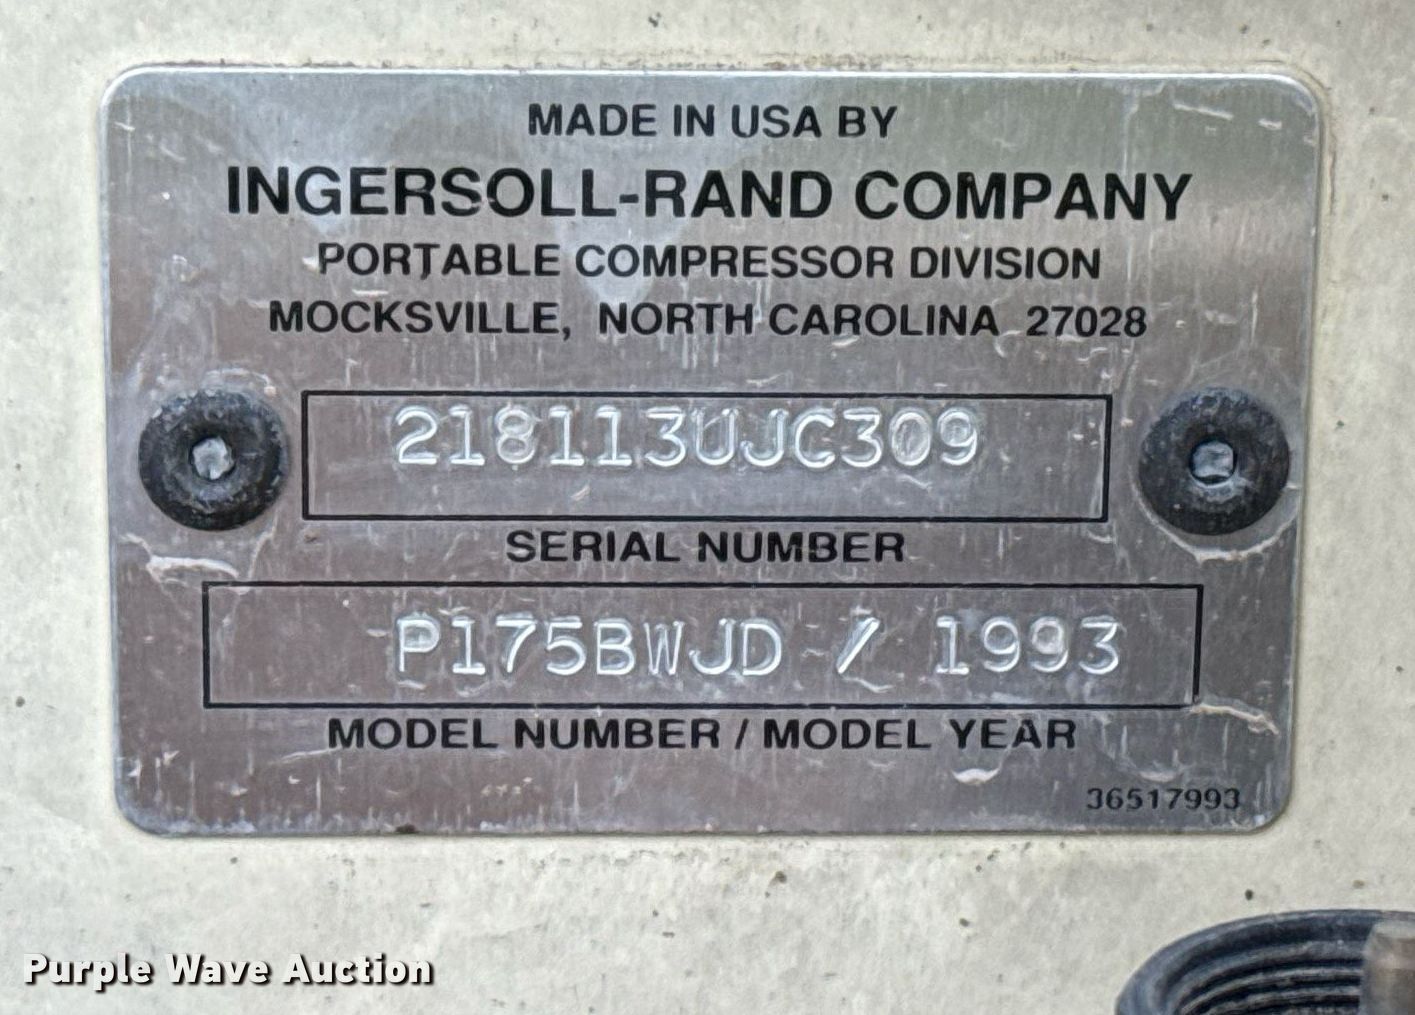 MADE IN USA BY
INGERSOLL-RAND COMPANY
PORTABLE COMPRESSOR DIVISION
MOCKSVILLE, NORTH CAROLINA 27028
218113UJC309
SERIAL NUMBER
P175BWJD / 1993
MODEL NUMBER / MODEL YEAR
36517993
Purple Wave Auction